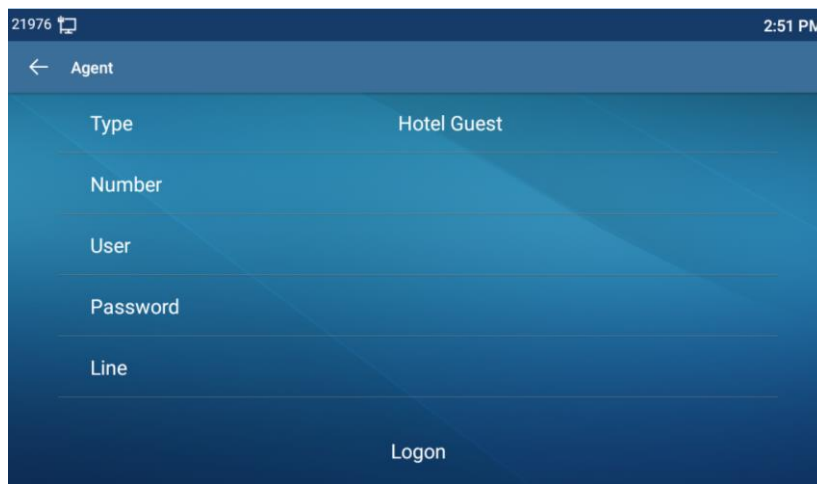 21976 2:51 PM
Agent
Type Hotel Guest
Number
User
Password
Line
Logon